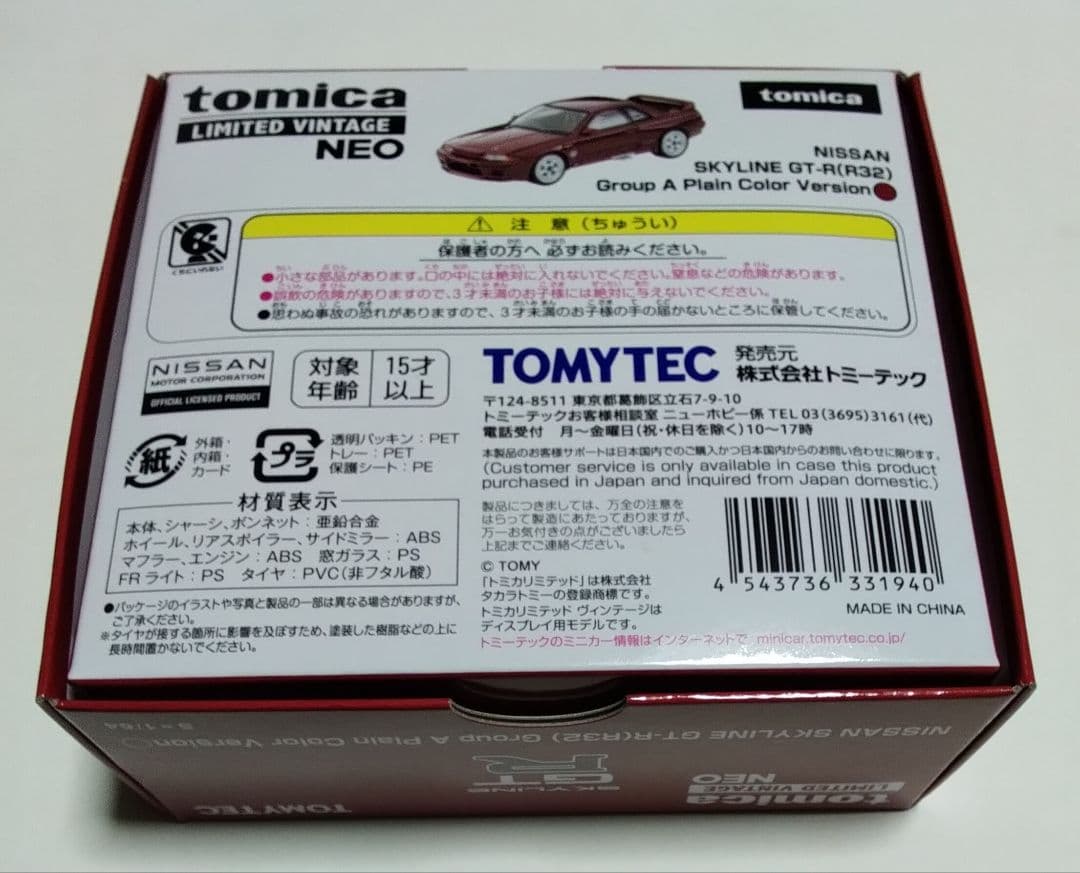 tomica
LIMITED VINTAGE
NEO
tomica
NISSAN
SKYLINE GT-R(R32)
Group A Plain Color Version
くちにいれない
注 意 (ちゅうい)
保護者の方へ 必ずお読みください。
●小さな部品があります。口の中には絶対に入れないでください。窒息などの危険があります。
●誤飲の危険がありますので、3才未満のお子様には絶対に与えないでください。
●思わぬ事故の恐れがありますので、3才未満のお子様の手の届かないところに保管してください。
NISSAN
MOTOR CORPORATION
OFFICIAL LICENSED PRODUCT
対象年齢
15才以上
紙
外箱・
内箱・
カード
プラ
透明パッキン：PET
トレー：PET
保護シート：PE
材質表示
本体、シャーシ、ボンネット：亜鉛合金
ホイール、リアスポイラー、サイドミラー：ABS
マフラー、エンジン：ABS 窓ガラス：PS
FRライト：PS タイヤ：PVC(非フタル酸)
●パッケージのイラストや写真と製品の一部は異なる場合がありますが、
ご了承ください。
※タイヤが接する箇所に影響を及ぼすため、塗装した樹脂などの上に
長時間置かないでください。
TOMYTEC
発売元
株式会社トミーテック
〒124-8511 東京都葛飾区立石7-9-10
トミーテックお客様相談室 ニューホビー係 TEL 03(3695)3161(代)
電話受付 月〜金曜日(祝・休日を除く)10〜17時
本製品のお客様サポートは日本国内でのご購入かつ日本国内からのお問い合わせに限ります。
(Customer service is only available in case this product
purchased in Japan and inquired from Japan domestic.)
製品につきましては、万全の注意を
はらって製造にあたっておりますが、
万一お気付きの点がございましたら
上記までご連絡ください。
© TOMY
「トミカリミテッド」は株式会社
タカラトミーの登録商標です。
トミカリミテッド ヴィンテージは
ディスプレイ用モデルです。
トミーテックのミニカー情報はインターネットで minicar.tomytec.co.jp/
4 543736 331940
MADE IN CHINA
NISSAN SKYLINE GT-R(R32) Group A Plain Color Version
S=1/64
tomica
LIMITED VINTAGE
NEO
SKYLINE
GT
R
TOMYTEC